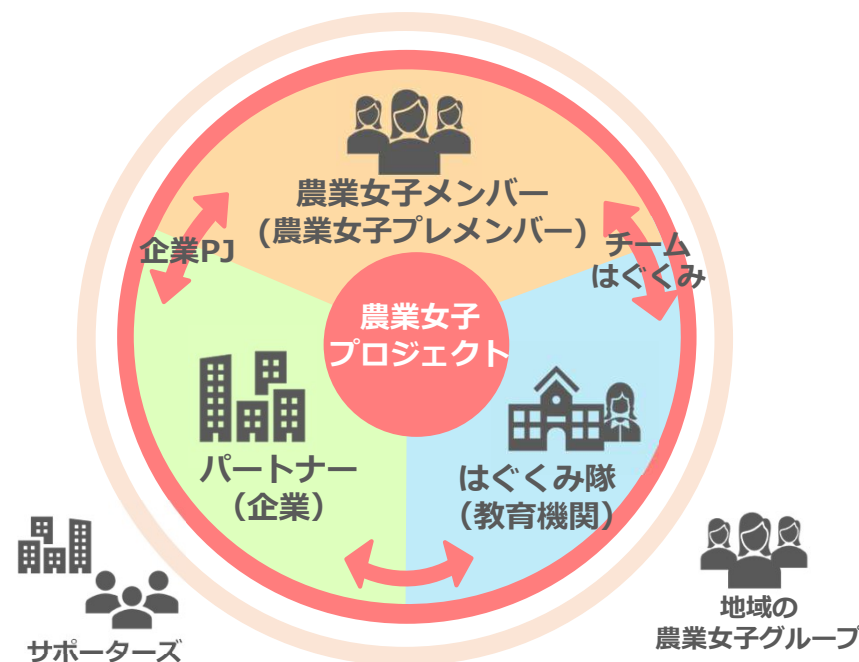 農業女子メンバー
（農業女子プレメンバー）
企業PJ
チーム
はぐくみ
農業女子
プロジェクト
パートナー
（企業）
はぐくみ隊
（教育機関）
サポーターズ
地域の
農業女子グループ